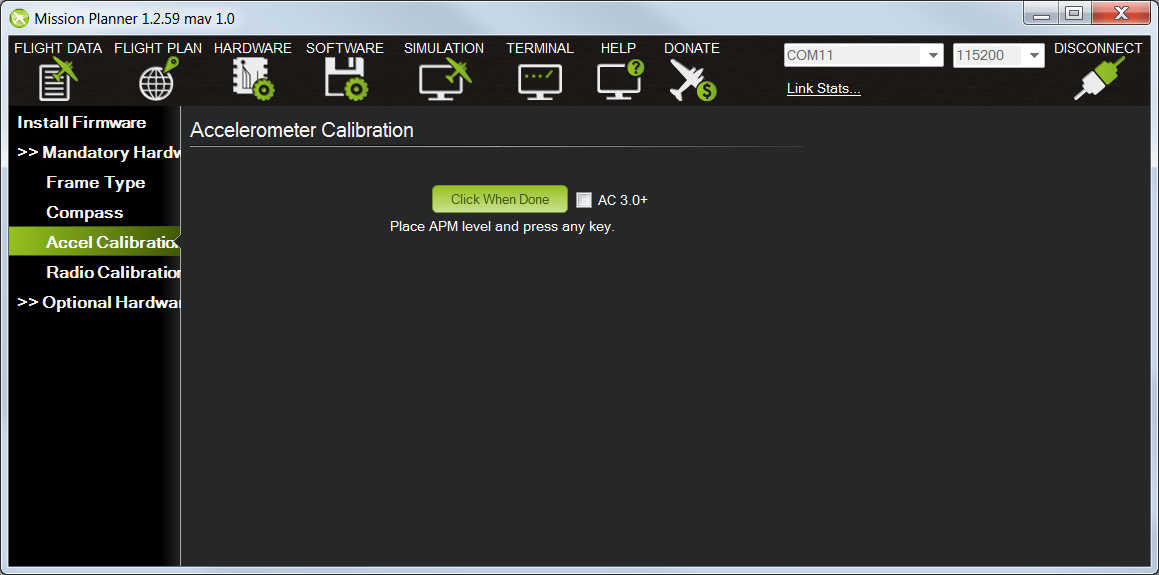 Mission Planner 1.2.59 mav 1.0
FLIGHT DATA FLIGHT PLAN HARDWARE SOFTWARE SIMULATION TERMINAL HELP DONATE COM11 115200 DISCONNECT
Link Stats...
Install Firmware
>> Mandatory Hardw
Frame Type
Compass
Accel Calibratio
Radio Calibration
>> Optional Hardwa
Accelerometer Calibration
Click When Done AC 3.0+
Place APM level and press any key.